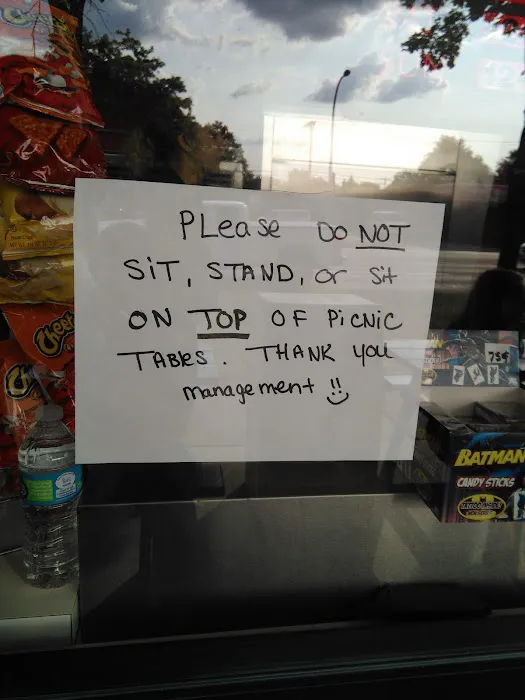 PLease DO NOT
SiT, STAND, or Sit
ON TOP OF PiCNiC
TABleS. THANK you
management !!
Cheet
75¢
BATMAN
CANDY STICKS